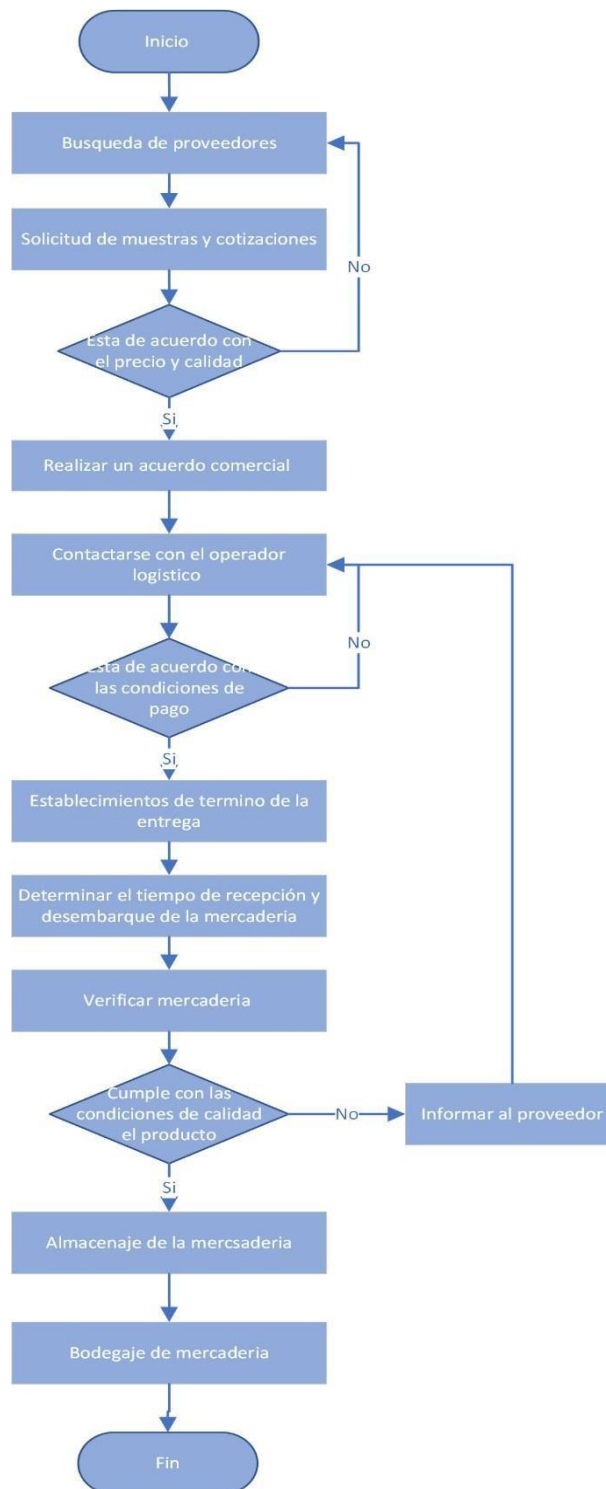 Inicio
Busqueda de proveedores
Solicitud de muestras y cotizaciones
No
Esta de acuerdo con
el precio y calidad
Si
Realizar un acuerdo comercial
Contactarse con el operador
logistico
No
Esta de acuerdo con
las condiciones de
pago
Si
Establecimientos de termino de la
entrega
Determinar el tiempo de recepción y
desembarque de la mercaderia
Verificar mercaderia
Cumple con las
condiciones de calidad
el producto
No
Informar al proveedor
Si
Almacenaje de la mercsaderia
Bodegaje de mercaderia
Fin